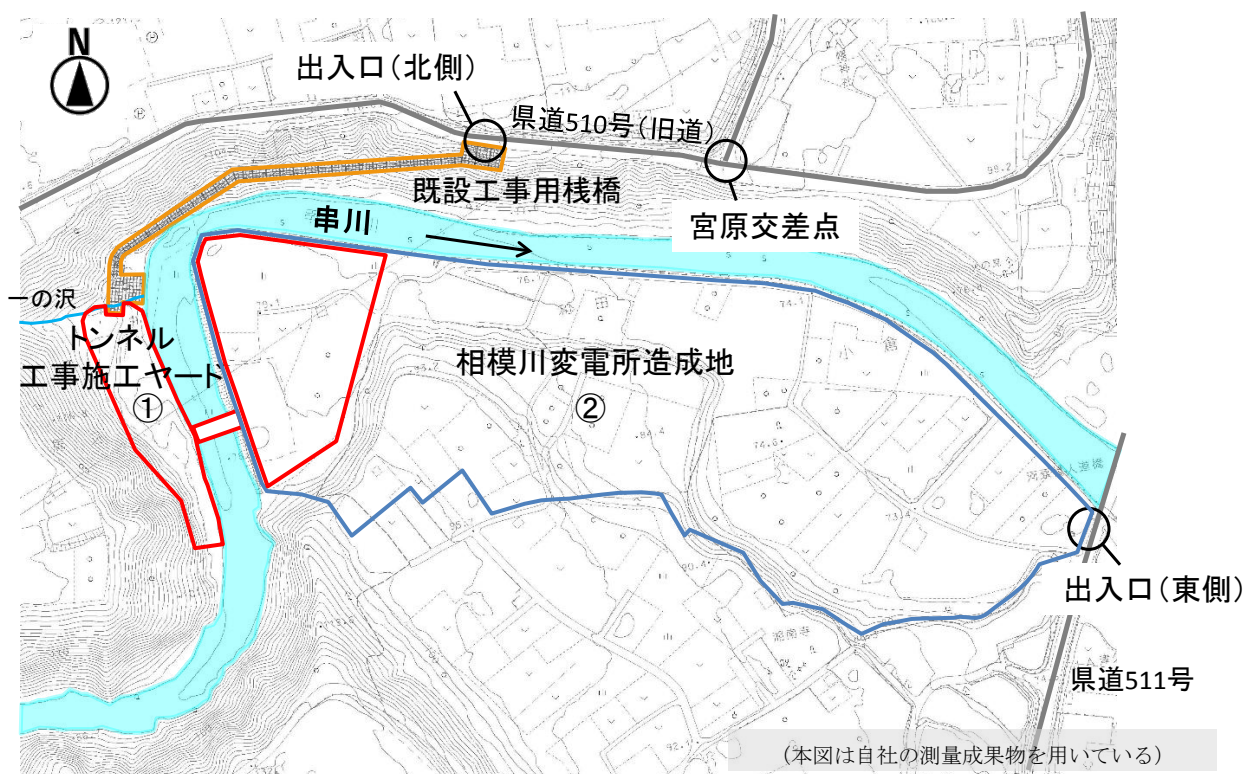 N
出入口(北側)
県道510号(旧道)
既設工事用桟橋
宮原交差点
串川
一の沢
トンネル
工事施工ヤード
①
相模川変電所造成地
②
小倉
出入口(東側)
県道511号
(本図は自社の測量成果物を用いている)